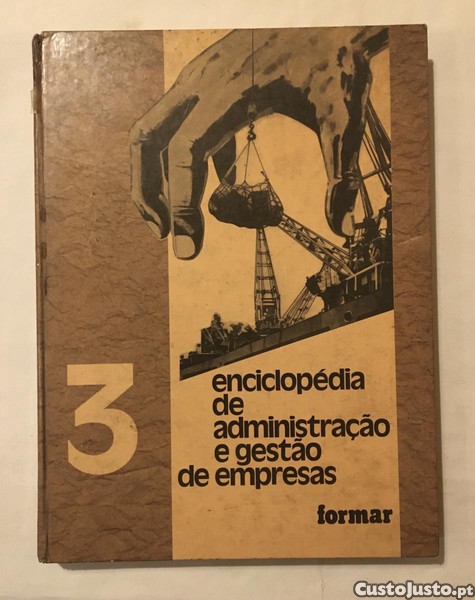 3
enciclopédia
de
administração
e gestão
de empresas
formar
CustoJusto.pt